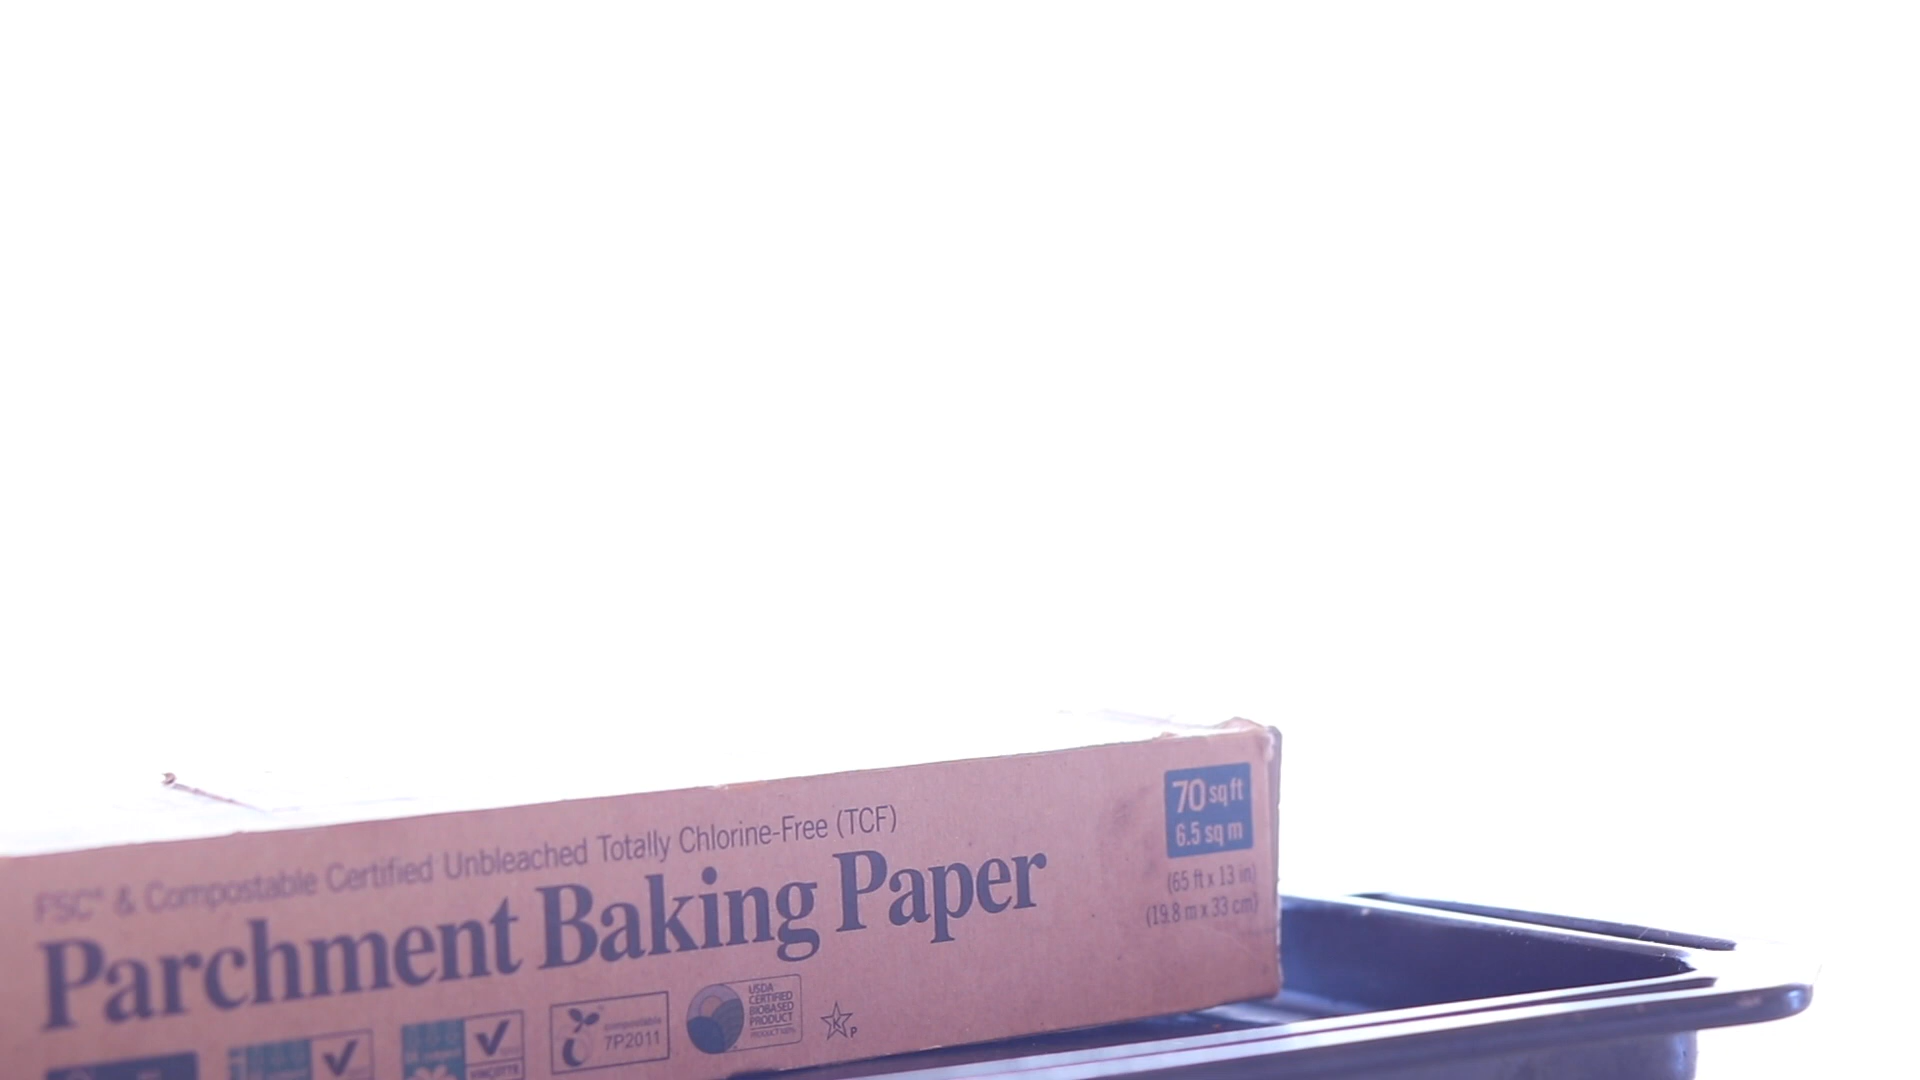 FSC® & Compostable Certified Unbleached Totally Chlorine-Free (TCF)
Parchment Baking Paper
70 sq ft
6.5 sq m
(65 ft x 13 in)
(19.8 m x 33 cm)
compostable
7P2011
USDA
CERTIFIED
BIOBASED
PRODUCT
K
P
VINÇOTTE